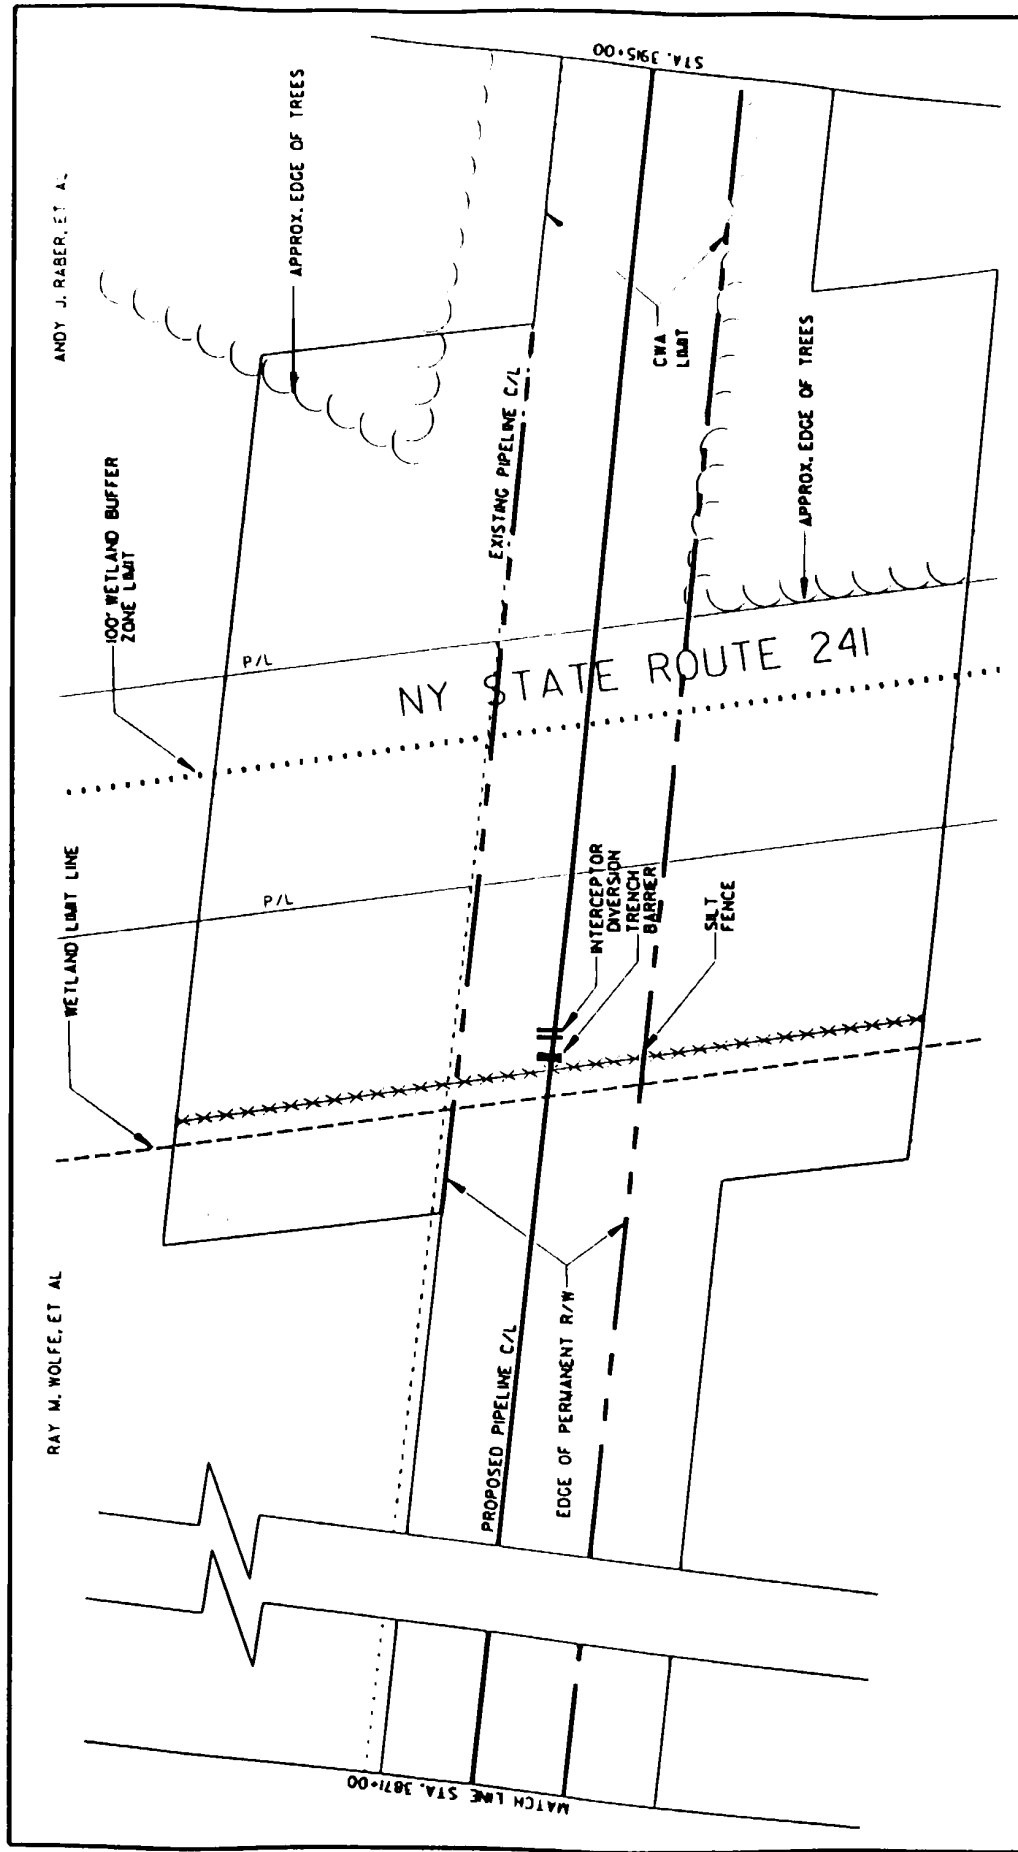 RAY M. WOLFE, ET AL
WETLAND LIMIT LINE
100' WETLAND BUFFER
ZONE LIMIT
ANDY J. RABER, ET AL
APPROX. EDGE OF TREES
P/L
P/L
MATCH LINE STA. 3871+00
STA. 3915+00
EXISTING PIPELINE C/L
NY STATE ROUTE 241
PROPOSED PIPELINE C/L
EDGE OF PERMANENT R/W
INTERCEPTOR
DIVERSION
TRENCH
BARRIER
SILT
FENCE
CWA
LIMIT
APPROX. EDGE OF TREES